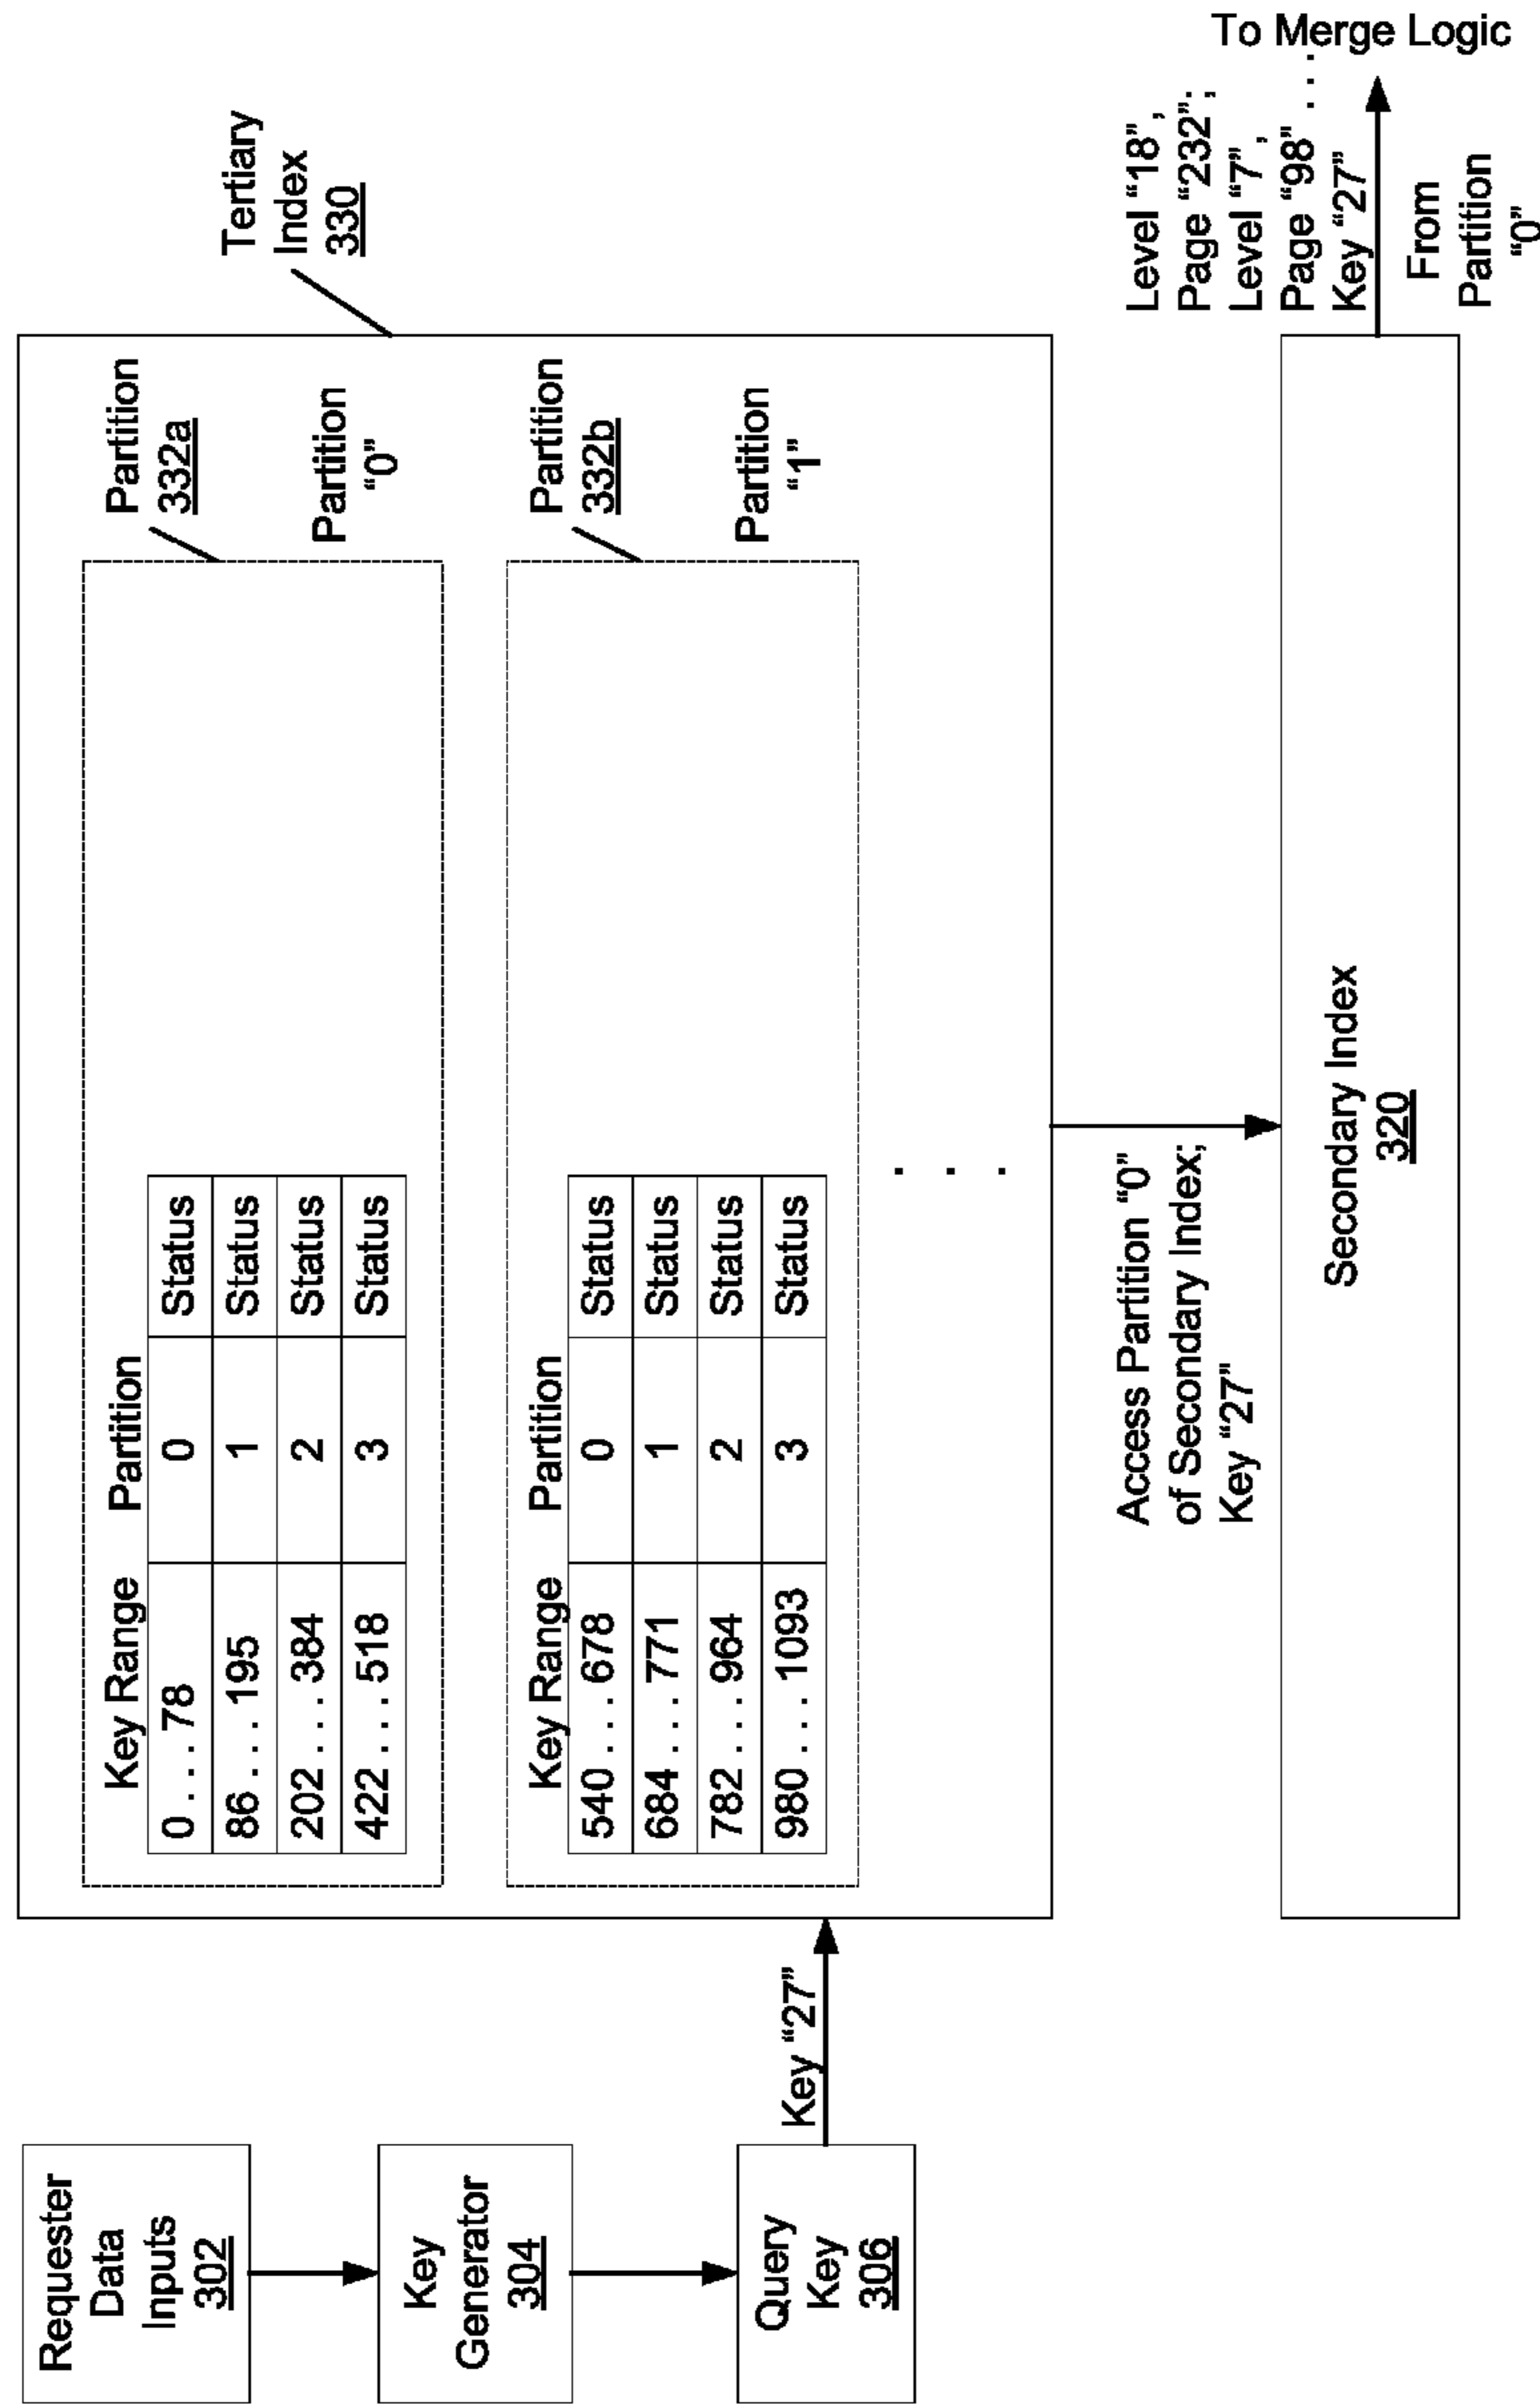 Requester
Data
Inputs
302
Key
Generator
304
Query
Key
306
Key “27”
Tertiary
Index
330
Partition
332a
Partition
“0”
Key Range Partition
0 . . . 78 0 Status
86 . . . 195 1 Status
202 . . . 384 2 Status
422 . . . 518 3 Status
Partition
332b
Partition
“1”
Key Range Partition
540 . . . 678 0 Status
684 . . . 771 1 Status
782 . . . 964 2 Status
980 . . . 1093 3 Status
. . .
Access Partition “0”
of Secondary Index;
Key “27”
Secondary Index
320
Level “18”,
Page “232”;
Level “7”,
Page “98” . . .
Key “27”
To Merge Logic
From
Partition
“0”